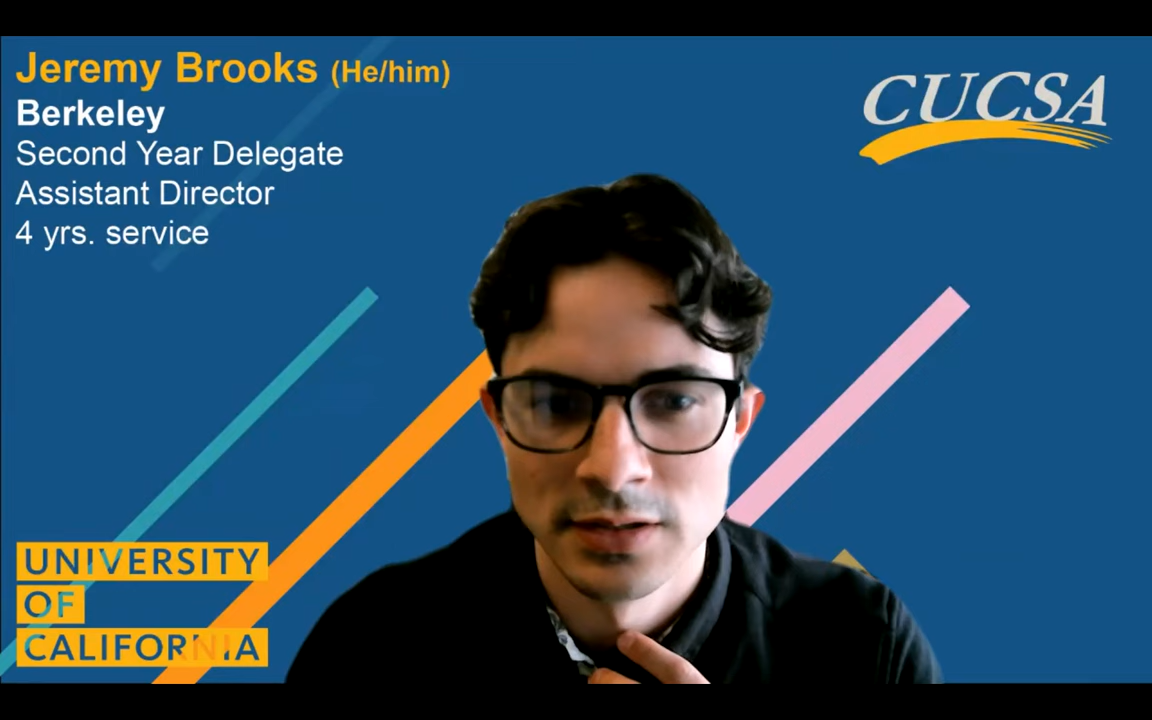 Jeremy Brooks (He/him)
Berkeley
Second Year Delegate
Assistant Director
4 yrs. service
CUCSA
UNIVERSITY
OF
CALIFORNIA